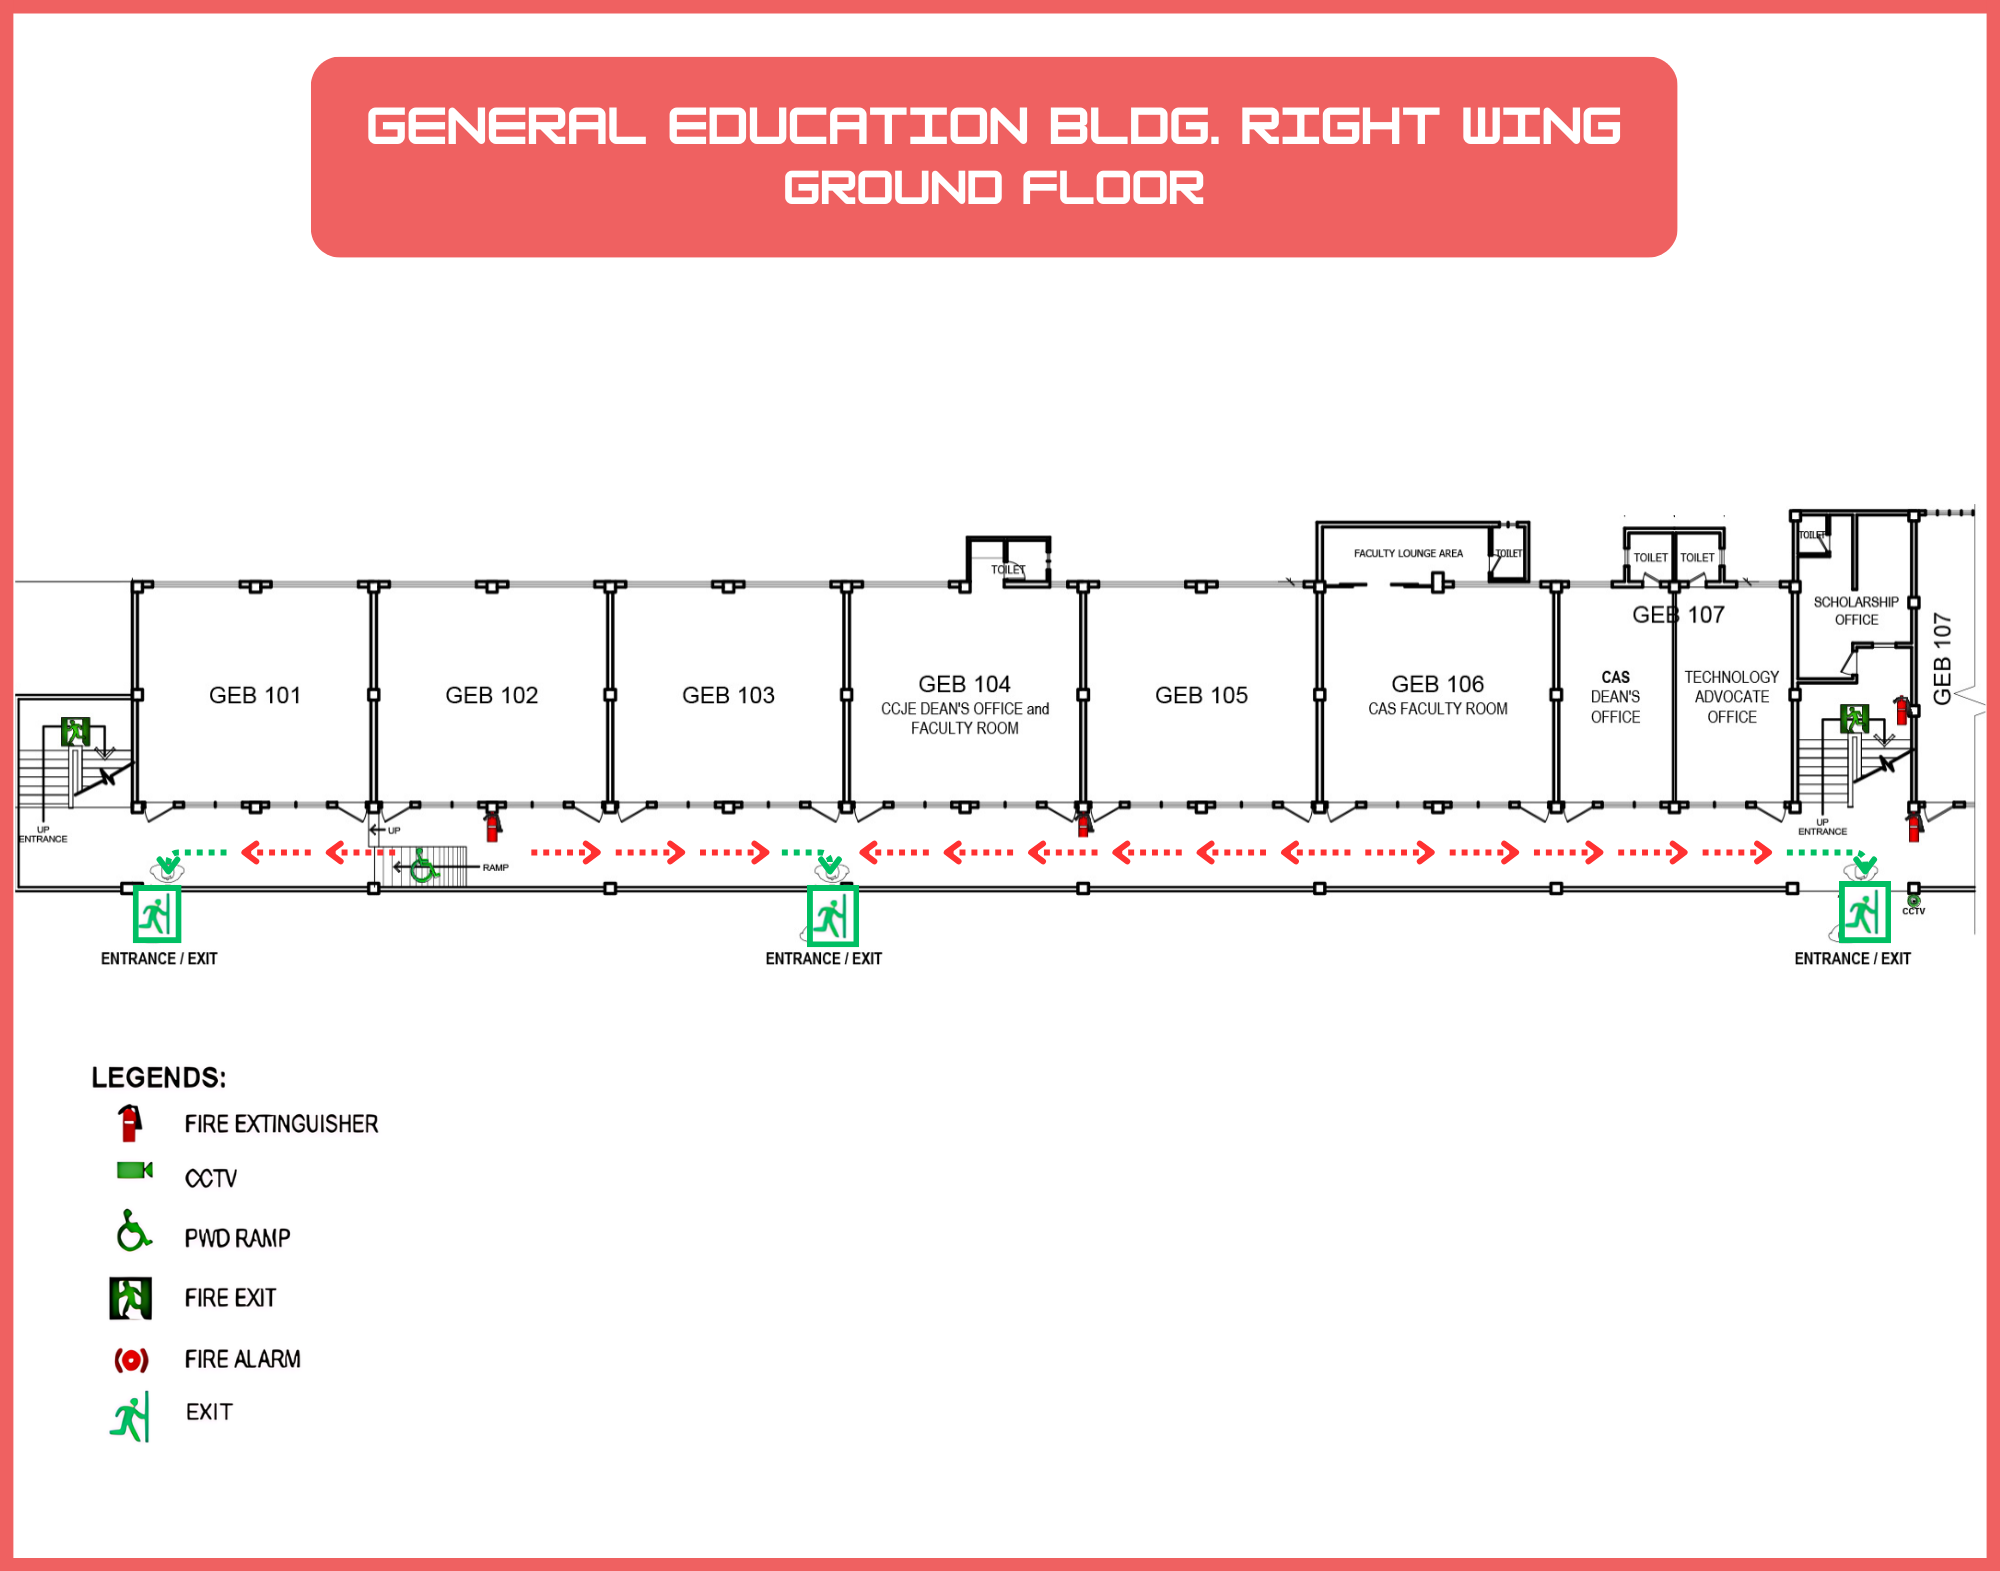 GENERAL EDUCATION BLDG. RIGHT WING
GROUND FLOOR
TOILET
FACULTY LOUNGE AREA
TOILET
TOILET
TOILET
TOILET
SCHOLARSHIP
OFFICE
GEB 107
GEB 107
GEB 101
GEB 102
GEB 103
GEB 104
CCJE DEAN'S OFFICE and
FACULTY ROOM
GEB 105
GEB 106
CAS FACULTY ROOM
CAS
DEAN'S
OFFICE
TECHNOLOGY
ADVOCATE
OFFICE
UP
ENTRANCE
UP
RAMP
UP
ENTRANCE
CCTV
ENTRANCE / EXIT
ENTRANCE / EXIT
ENTRANCE / EXIT
LEGENDS:
FIRE EXTINGUISHER
CCTV
PWD RAMP
FIRE EXIT
FIRE ALARM
EXIT